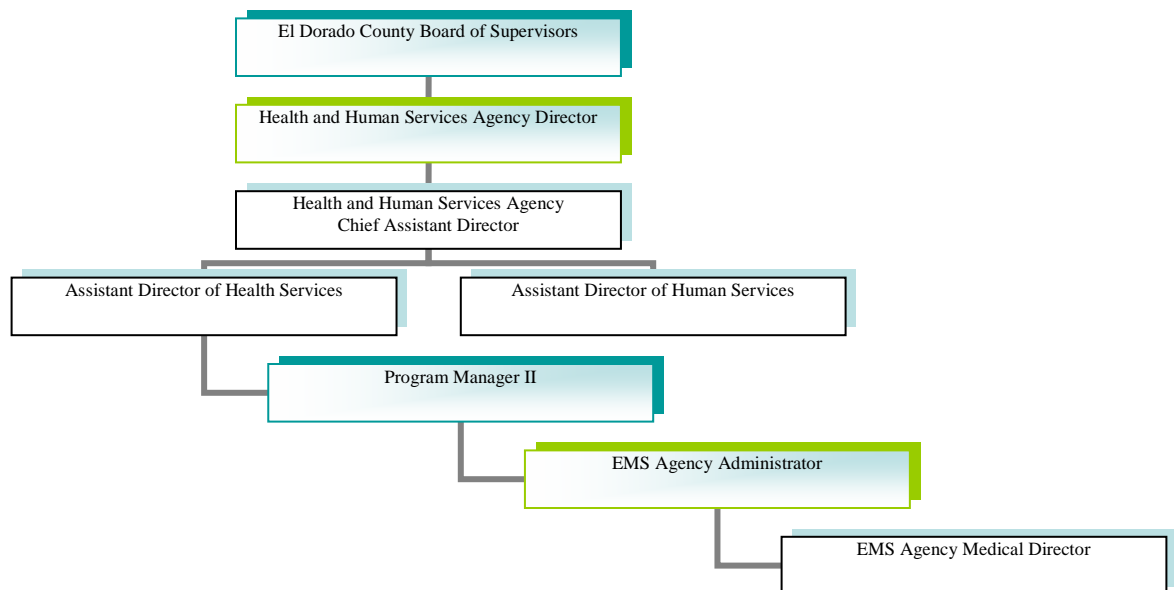 El Dorado County Board of Supervisors
Health and Human Services Agency Director
Health and Human Services Agency
Chief Assistant Director
Assistant Director of Health Services
Assistant Director of Human Services
Program Manager II
EMS Agency Administrator
EMS Agency Medical Director